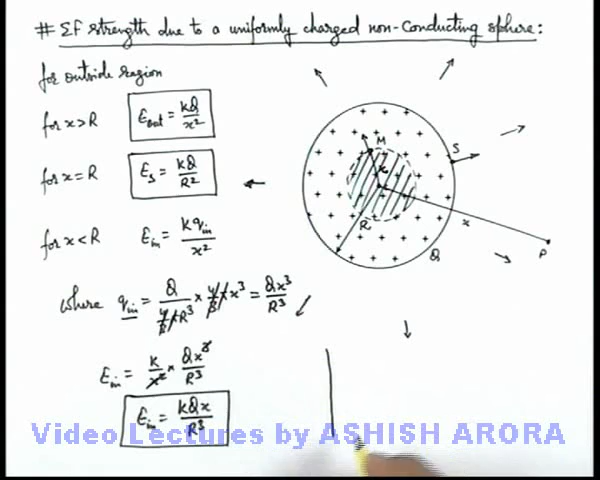 # EF strength due to a uniformly charged non-Conducting sphere:
for outside region
for x > R E_out = kQ/x²
for x = R E_s = kQ/R²
for x < R E_in = kq_in/x²
where q_in = Q/(4/3 π R³) × 4/3 π x³ = Qx³/R³
E_in = k/x² × Qx³/R³
E_in = kQx/R³
M
S
x
R
x
Q
P
Video Lectures by ASHISH ARORA